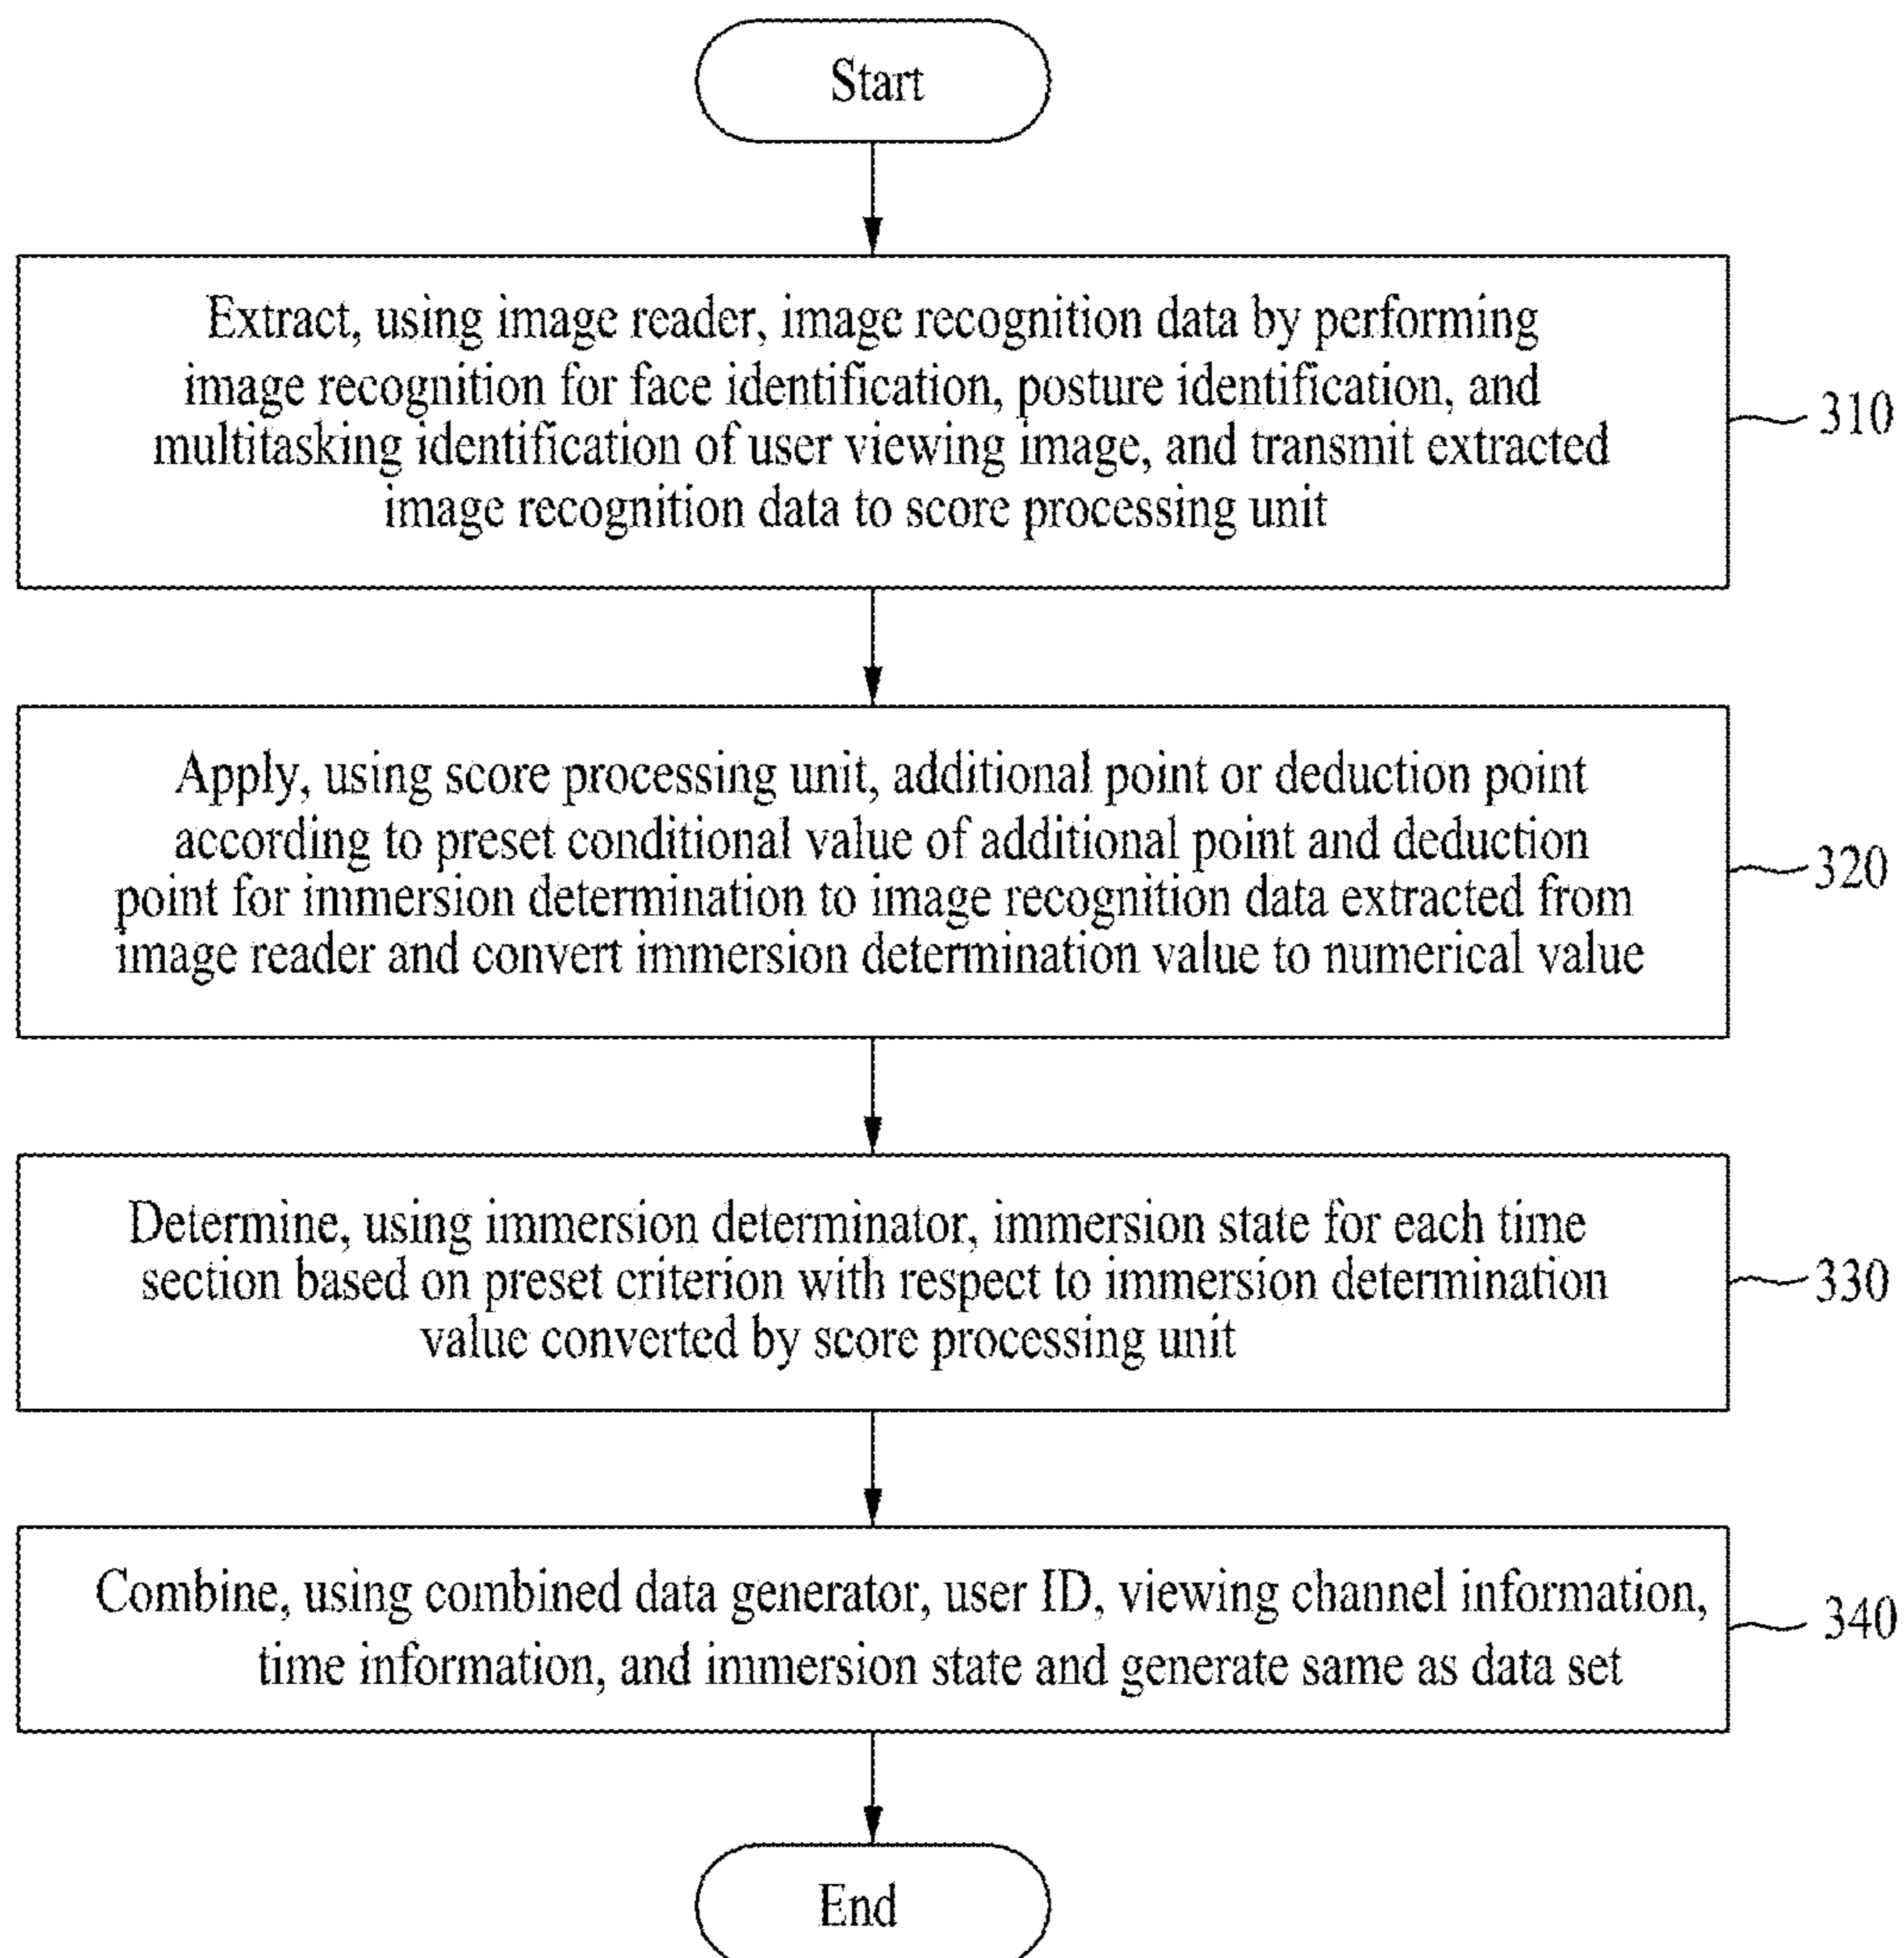 Start
Extract, using image reader, image recognition data by performing
image recognition for face identification, posture identification, and
multitasking identification of user viewing image, and transmit extracted
image recognition data to score processing unit
310
Apply, using score processing unit, additional point or deduction point
according to preset conditional value of additional point and deduction
point for immersion determination to image recognition data extracted from
image reader and convert immersion determination value to numerical value
320
Determine, using immersion determinator, immersion state for each time
section based on preset criterion with respect to immersion determination
value converted by score processing unit
330
Combine, using combined data generator, user ID, viewing channel information,
time information, and immersion state and generate same as data set
340
End